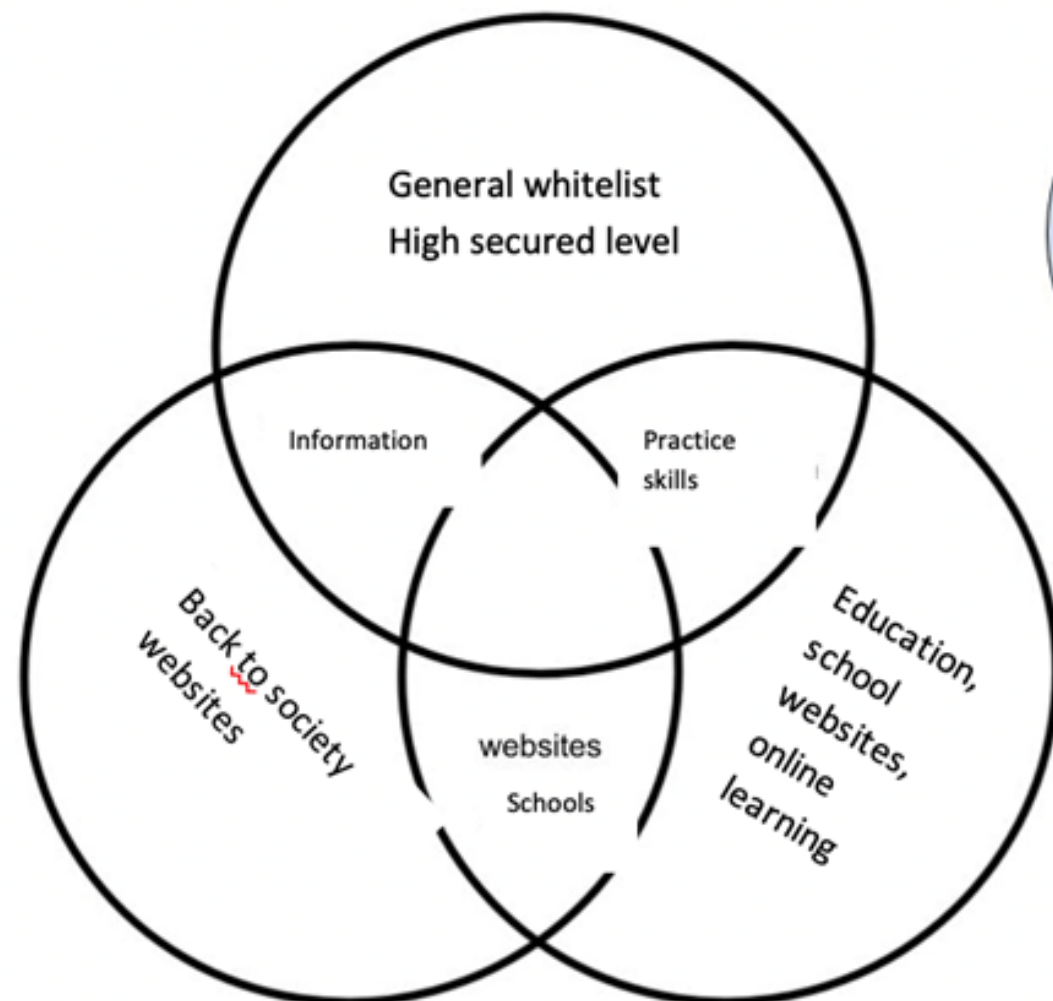 General whitelist
High secured level
Information
Practice
skills
Back to society
websites
Education,
school
websites,
online
learning
websites
Schools